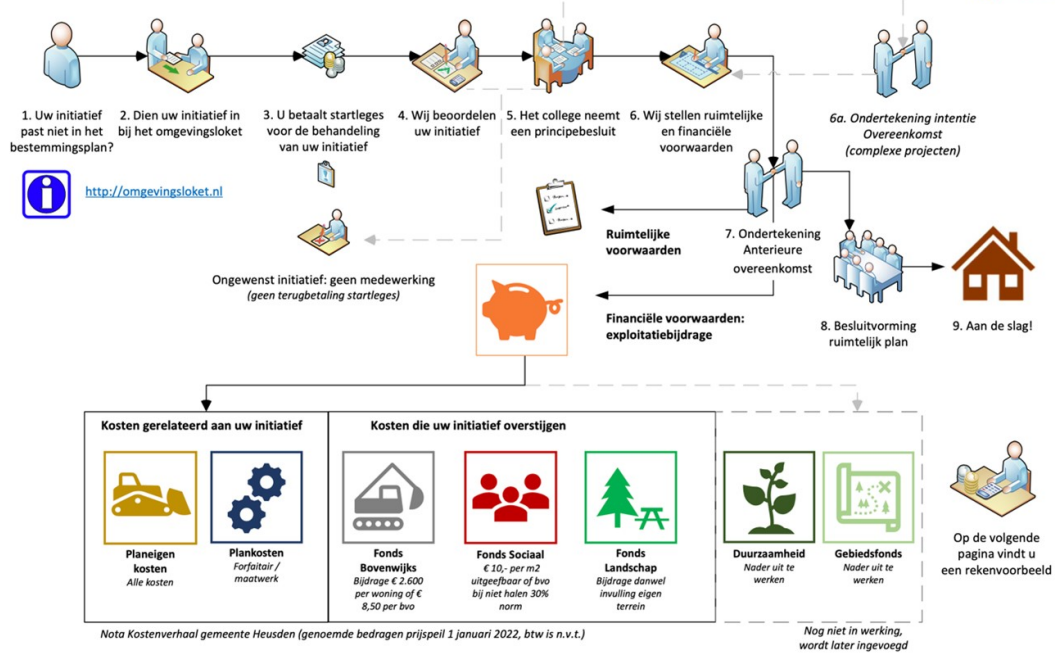 1. Uw initiatief
past niet in het
bestemmingsplan?
2. Dien uw initiatief in
bij het omgevingsloket
3. U betaalt startleges
voor de behandeling
van uw initiatief
4. Wij beoordelen
uw initiatief
5. Het college neemt
een principebesluit
6. Wij stellen ruimtelijke
en financiële
voorwaarden
6a. Ondertekening intentie
Overeenkomst
(complexe projecten)
http://omgevingsloket.nl
Ongewenst initiatief: geen medewerking
(geen terugbetaling startleges)
Ruimtelijke
voorwaarden
7. Ondertekening
Anterieure
overeenkomst
Financiële voorwaarden:
exploitatiebijdrage
8. Besluitvorming
ruimtelijk plan
9. Aan de slag!
Kosten gerelateerd aan uw initiatief
Kosten die uw initiatief overstijgen
Planeigen
kosten
Alle kosten
Plankosten
Forfaitair /
maatwerk
Fonds
Bovenwijks
Bijdrage € 2.600
per woning of €
8,50 per bvo
Fonds Sociaal
€ 10,- per m2
uitgeefbaar of bvo
bij niet halen 30%
norm
Fonds
Landschap
Bijdrage danwel
invulling eigen
terrein
Duurzaamheid
Nader uit te
werken
Gebiedsfonds
Nader uit te
werken
Op de volgende
pagina vindt u
een rekenvoorbeeld
Nota Kostenverhaal gemeente Heusden (genoemde bedragen prijspeil 1 januari 2022, btw is n.v.t.)
Nog niet in werking,
wordt later ingevoegd